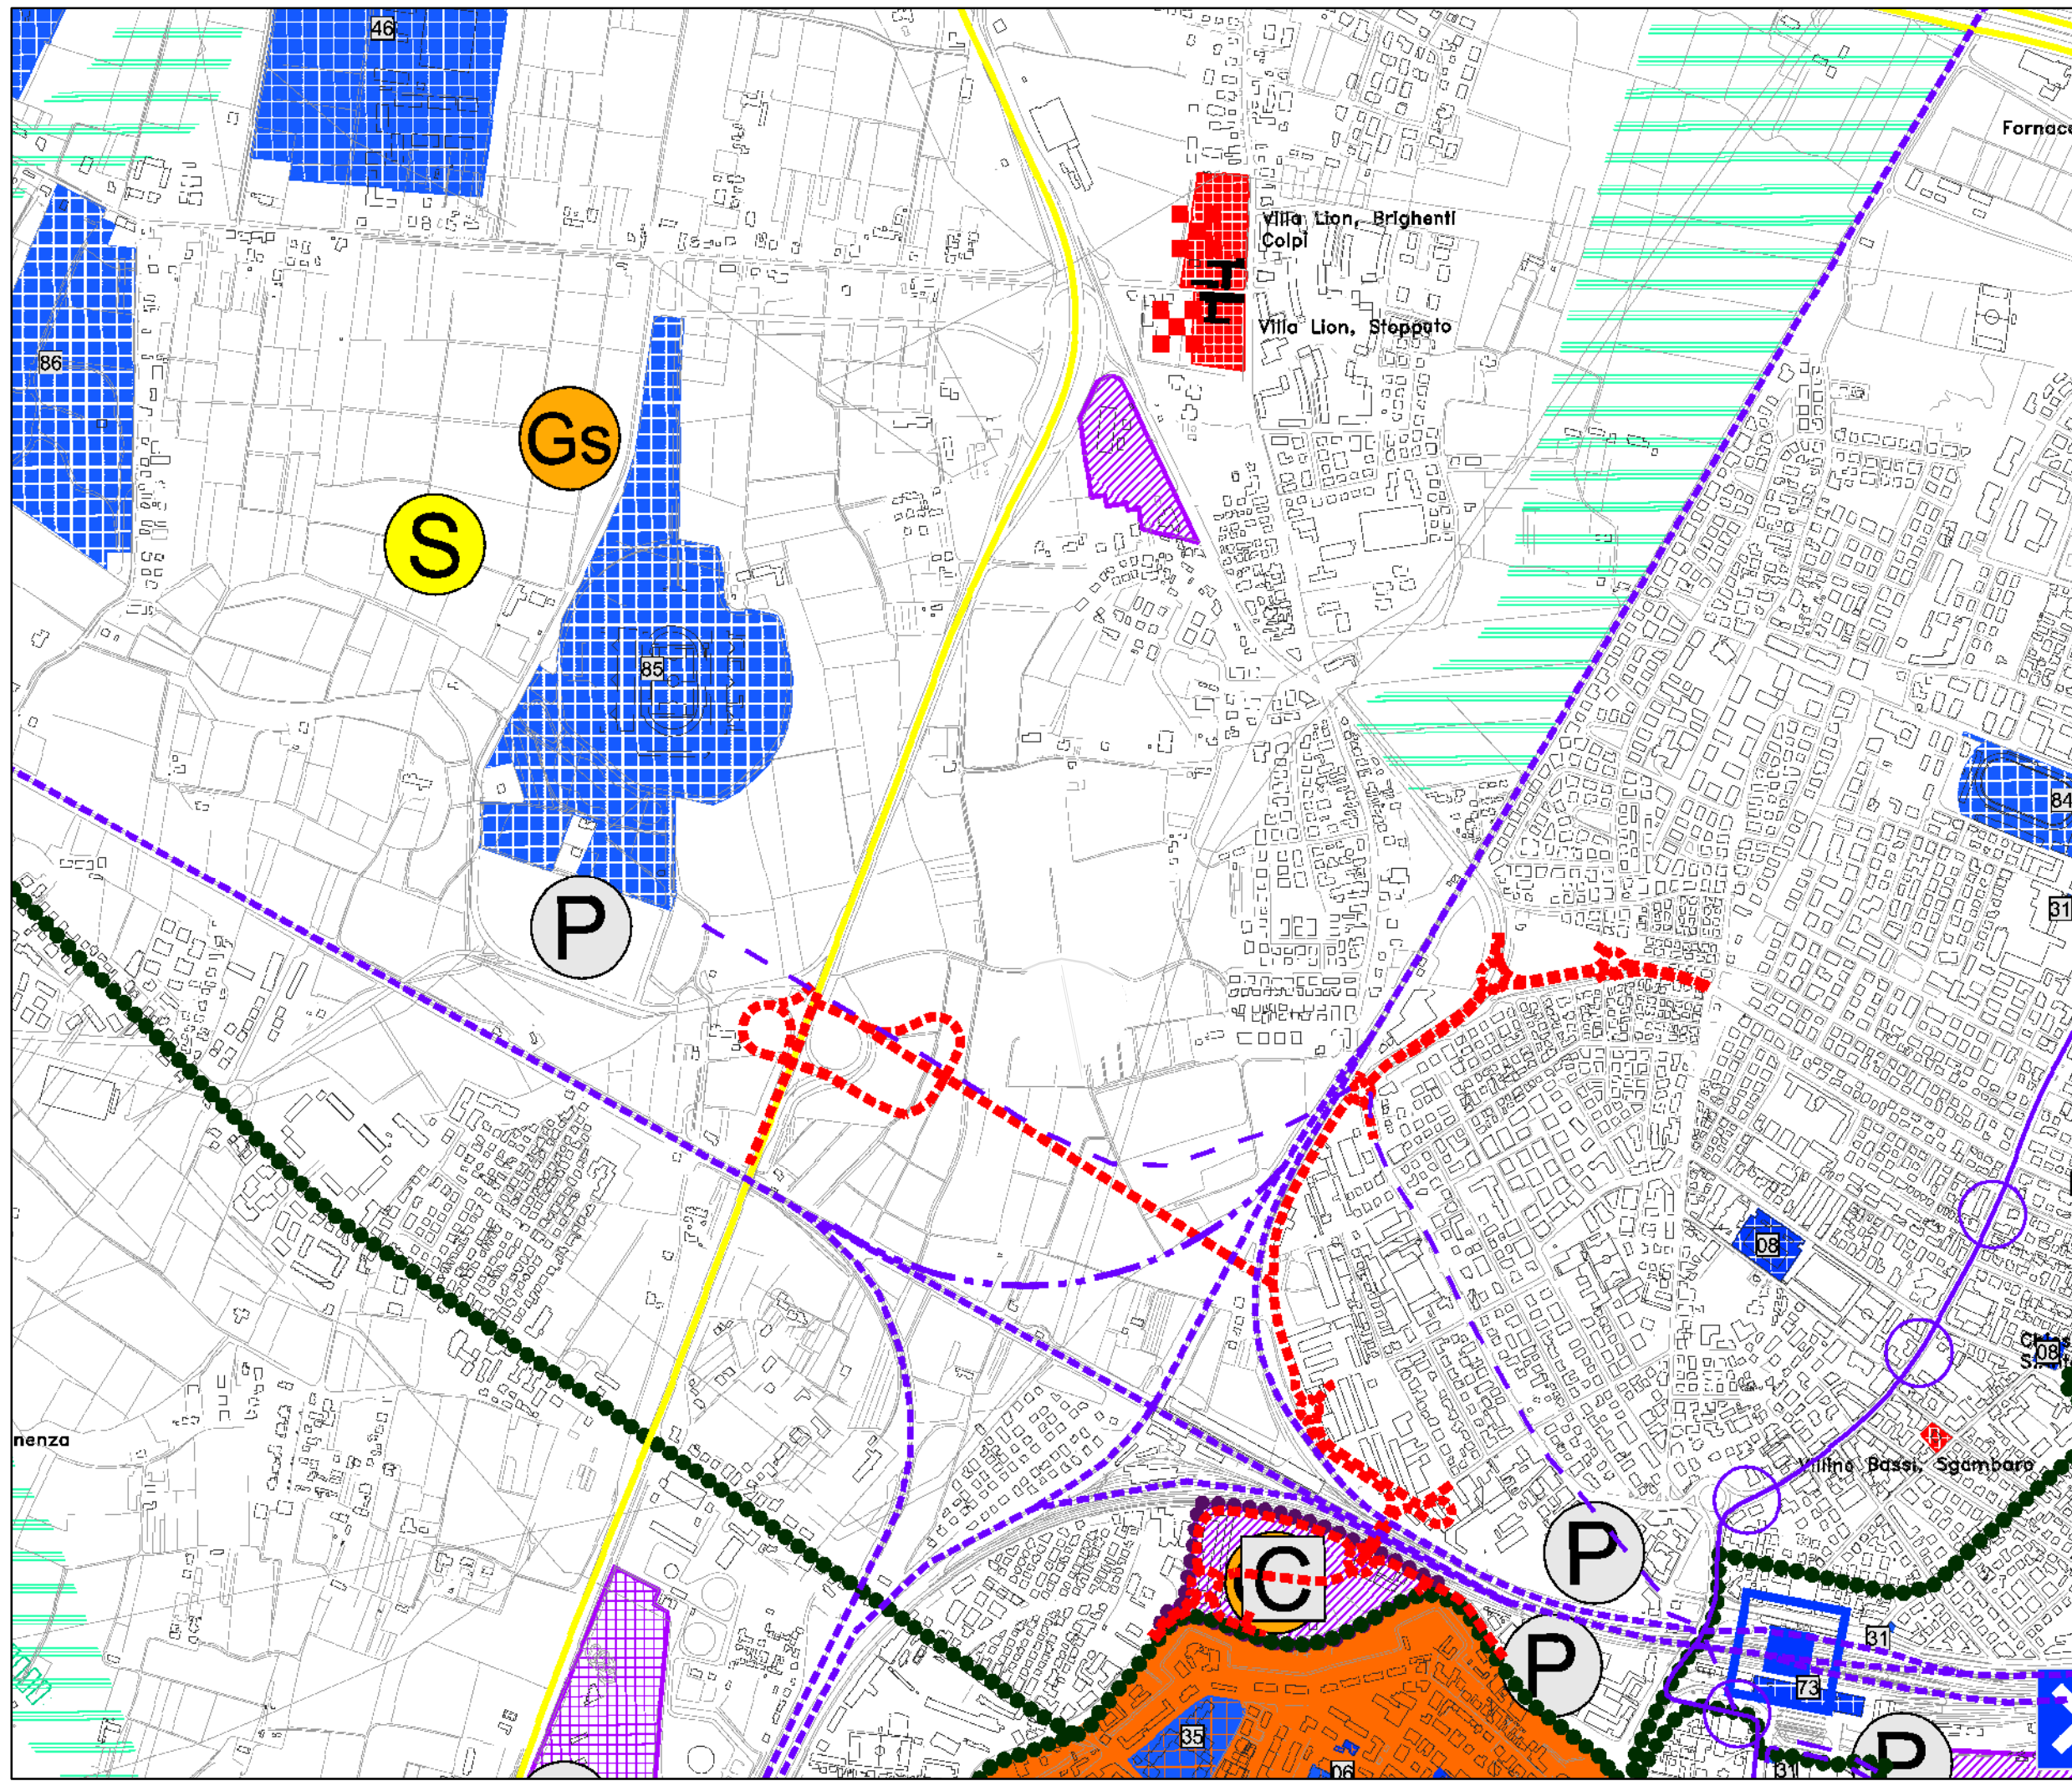 46
Fornac
Villa Lion, Brighenti
Colpi
Villa Lion, Stoppato
86
Gs
S
85
84
P
31
08
08
nenza
Villino Bassi, Sgambaro
P
C
P
31
73
35
06
31
P